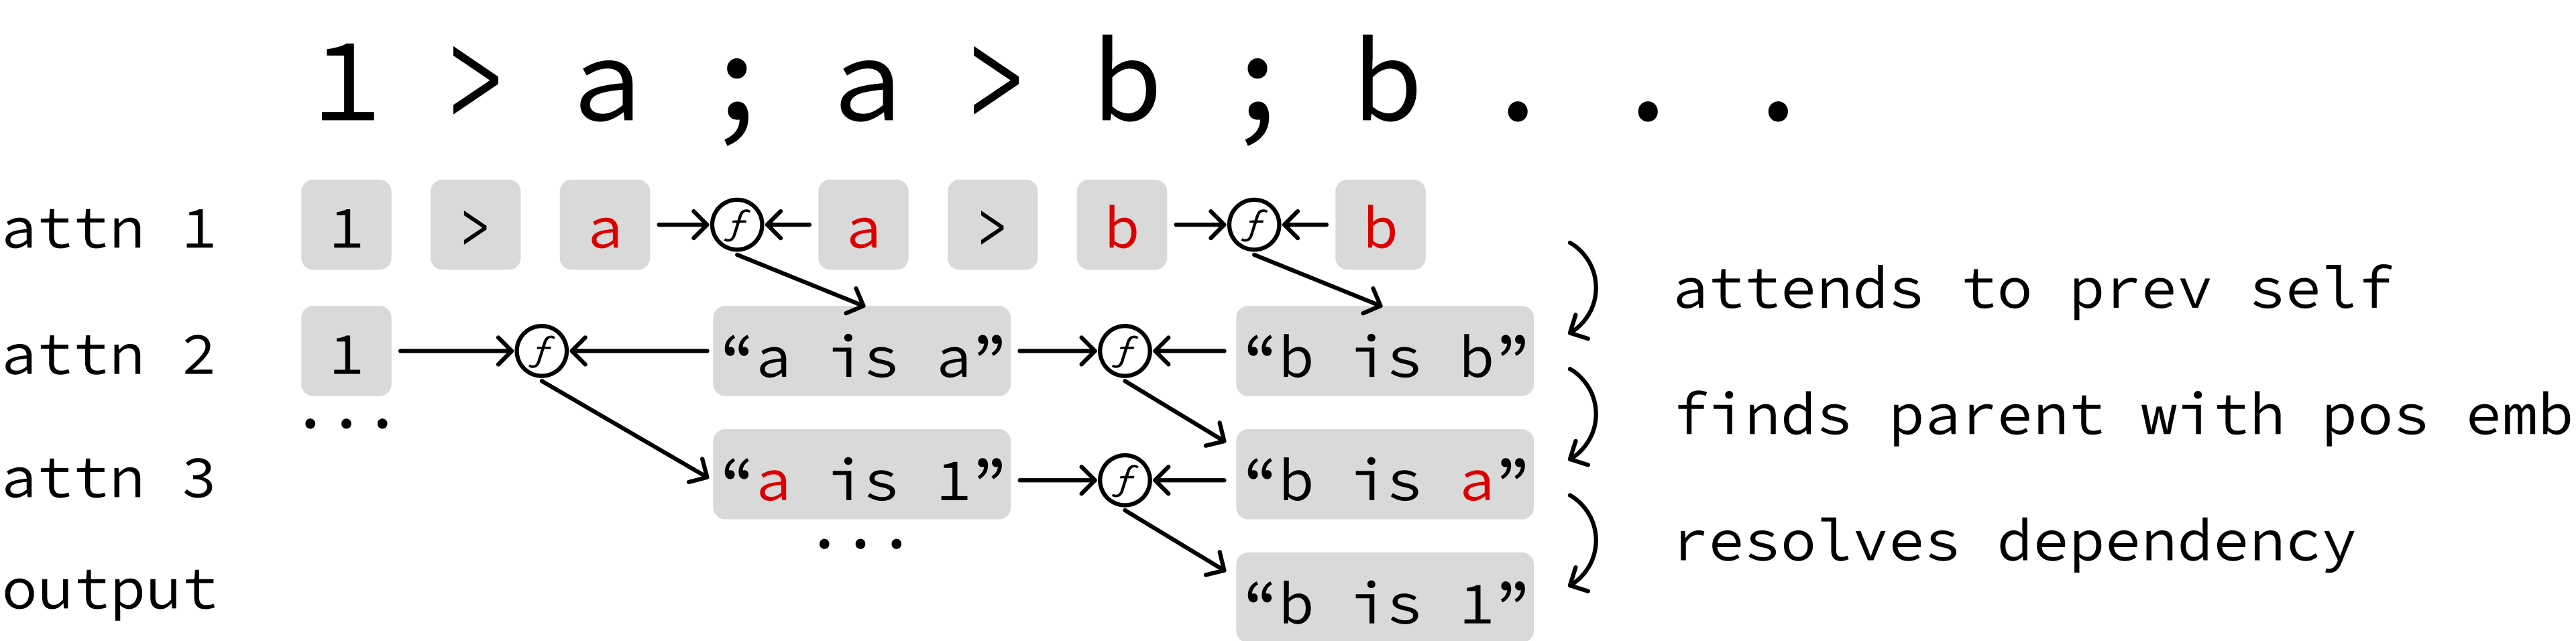 1 > a ; a > b ; b . . .
attn 1 1 > a f a > b f b
attends to prev self
attn 2 1 f “a is a” f “b is b”
...
finds parent with pos emb
attn 3 “a is 1” f “b is a”
...
resolves dependency
output “b is 1”